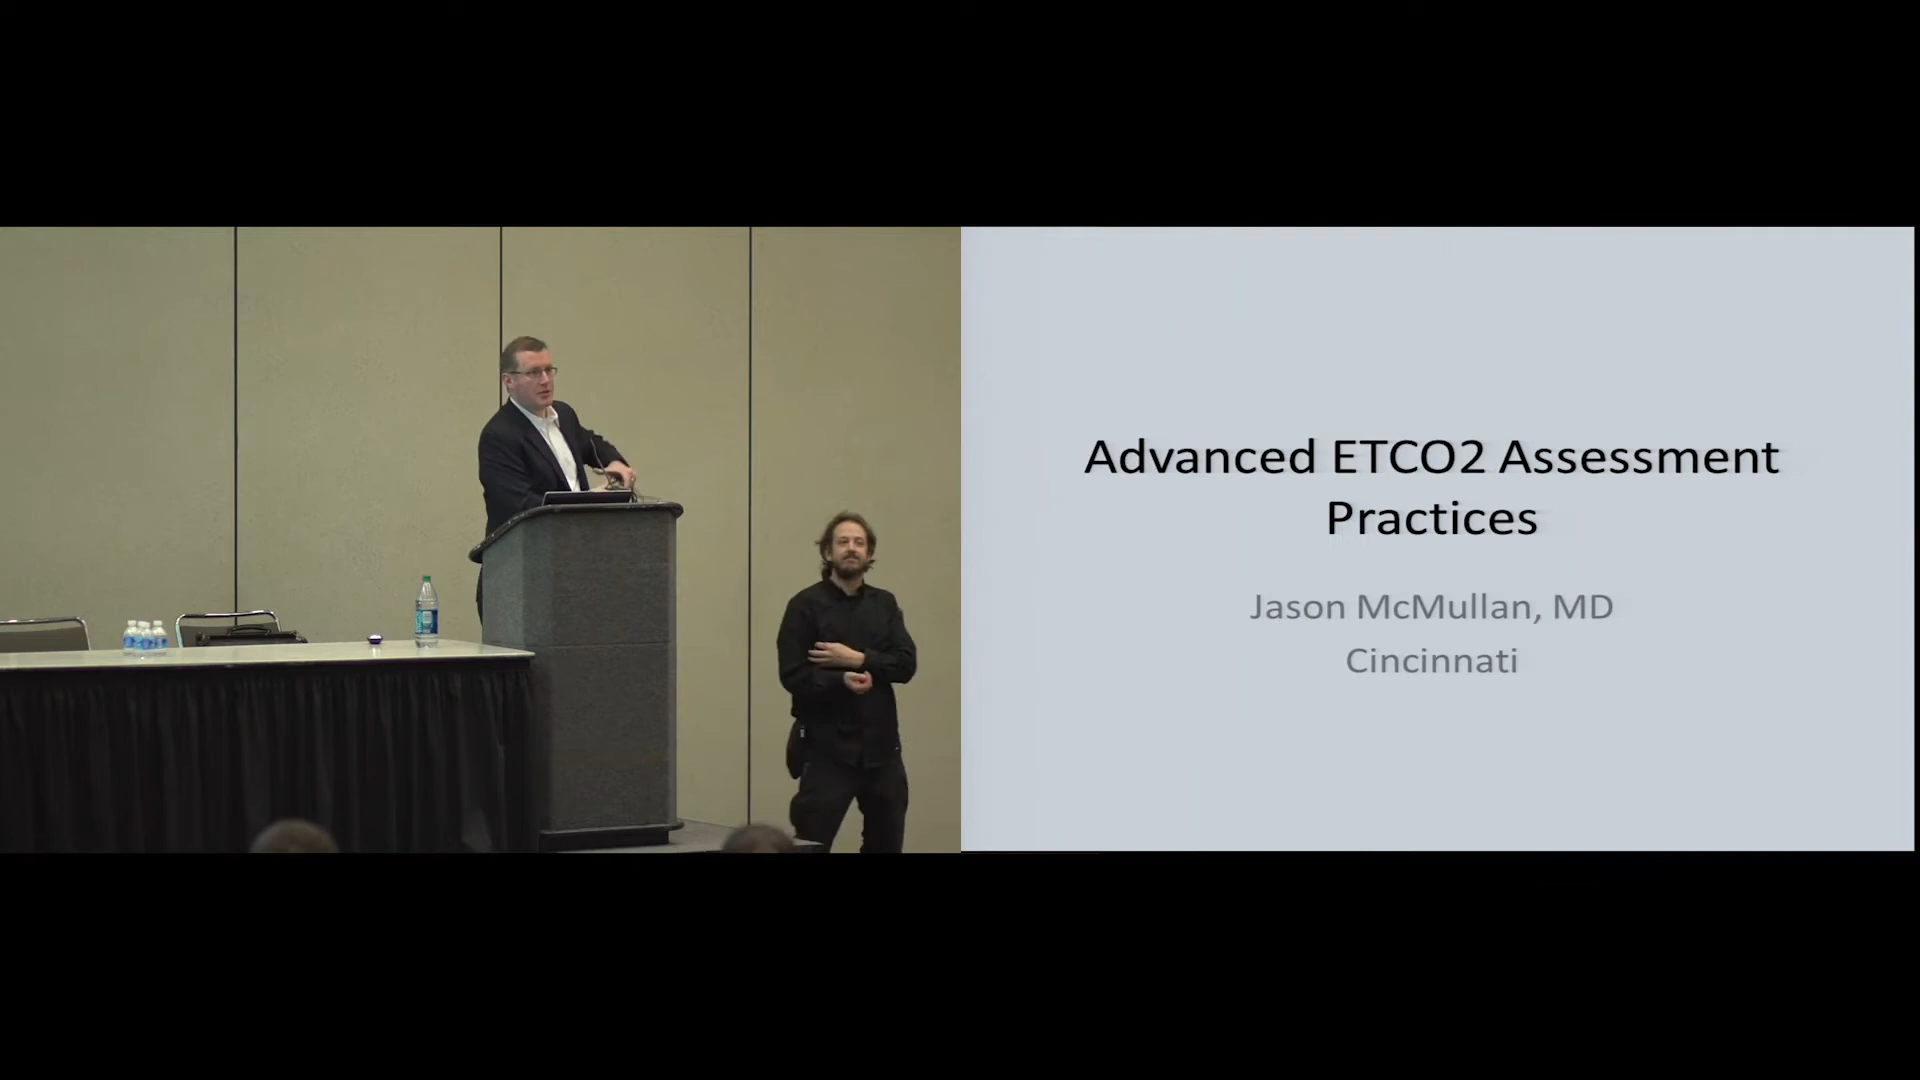 Advanced ETCO2 Assessment
Practices
Jason McMullan, MD
Cincinnati